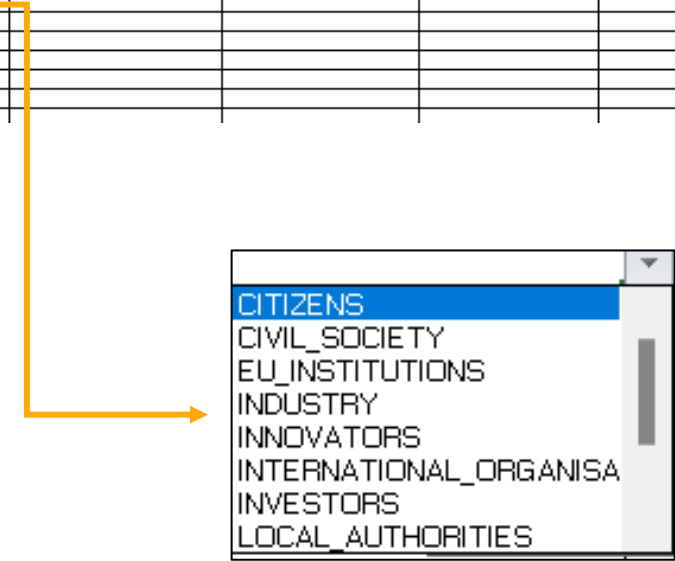 CITIZENS
CIVIL_SOCIETY
EU_INSTITUTIONS
INDUSTRY
INNOVATORS
INTERNATIONAL_ORGANISA
INVESTORS
LOCAL_AUTHORITIES